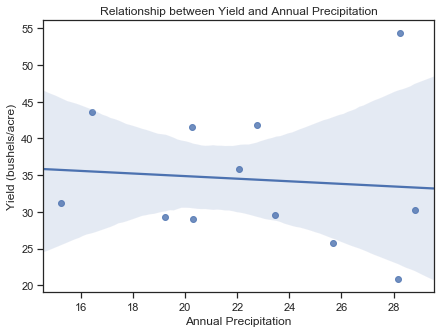 Relationship between Yield and Annual Precipitation
55
50
45
40
35
30
25
20
Yield (bushels/acre)
16 18 20 22 24 26 28
Annual Precipitation